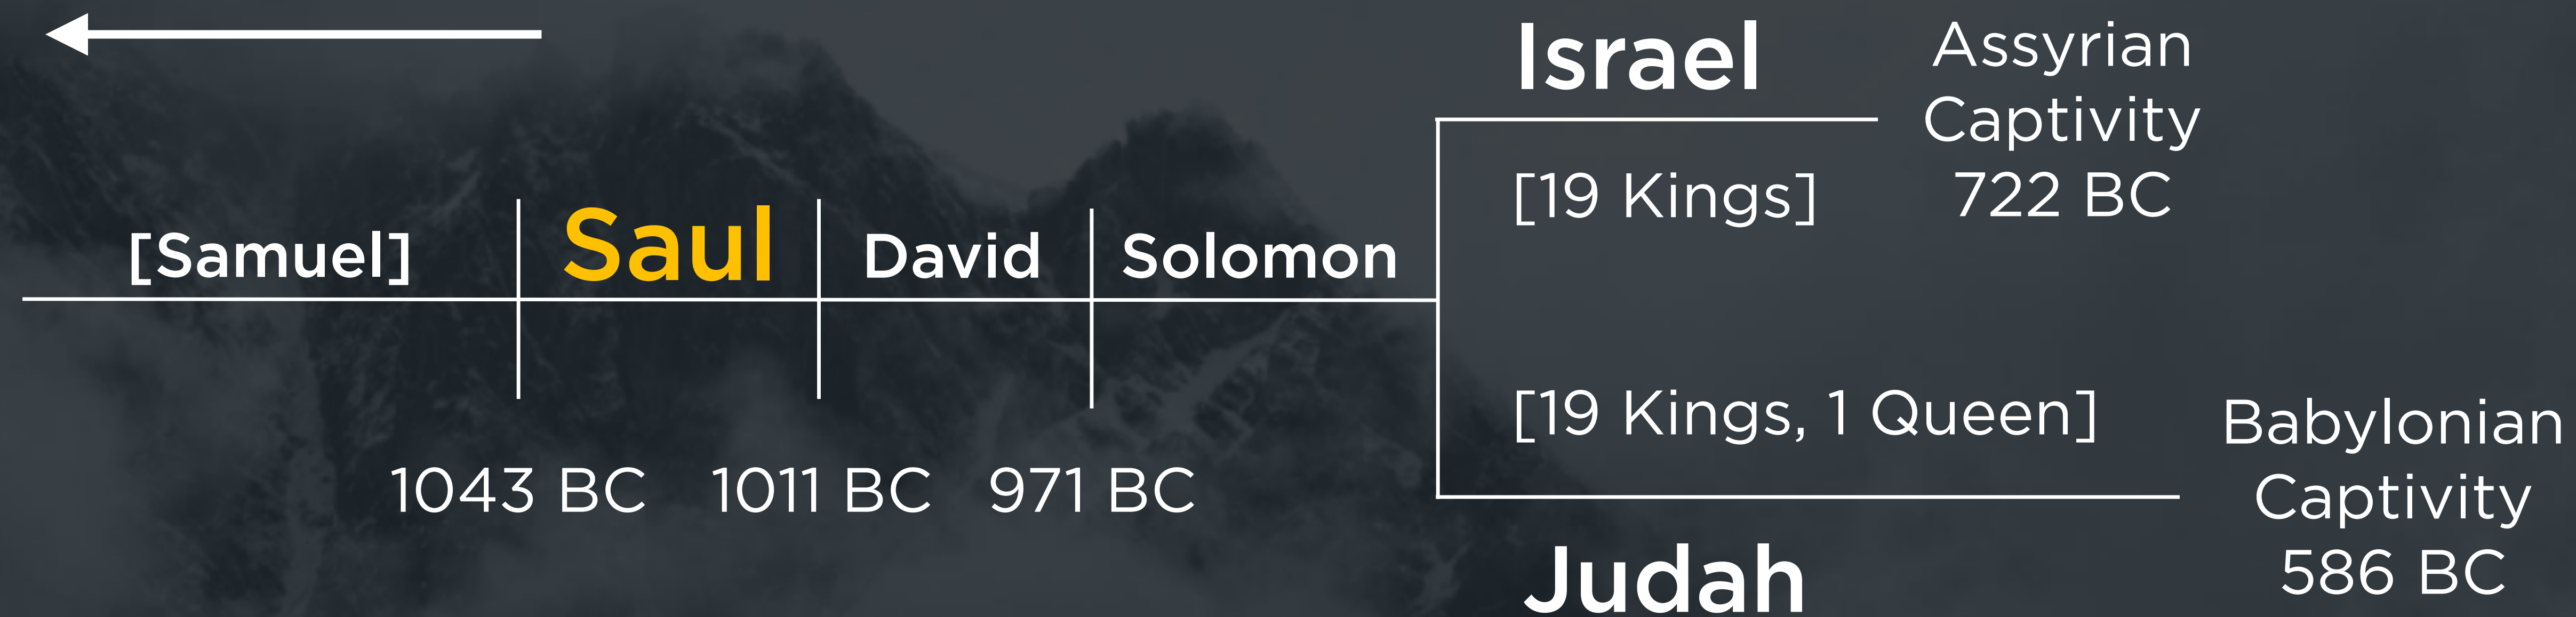 [Samuel]
Saul
David
Solomon
1043 BC
1011 BC
971 BC
Israel
[19 Kings]
Assyrian
Captivity
722 BC
[19 Kings, 1 Queen]
Judah
Babylonian
Captivity
586 BC